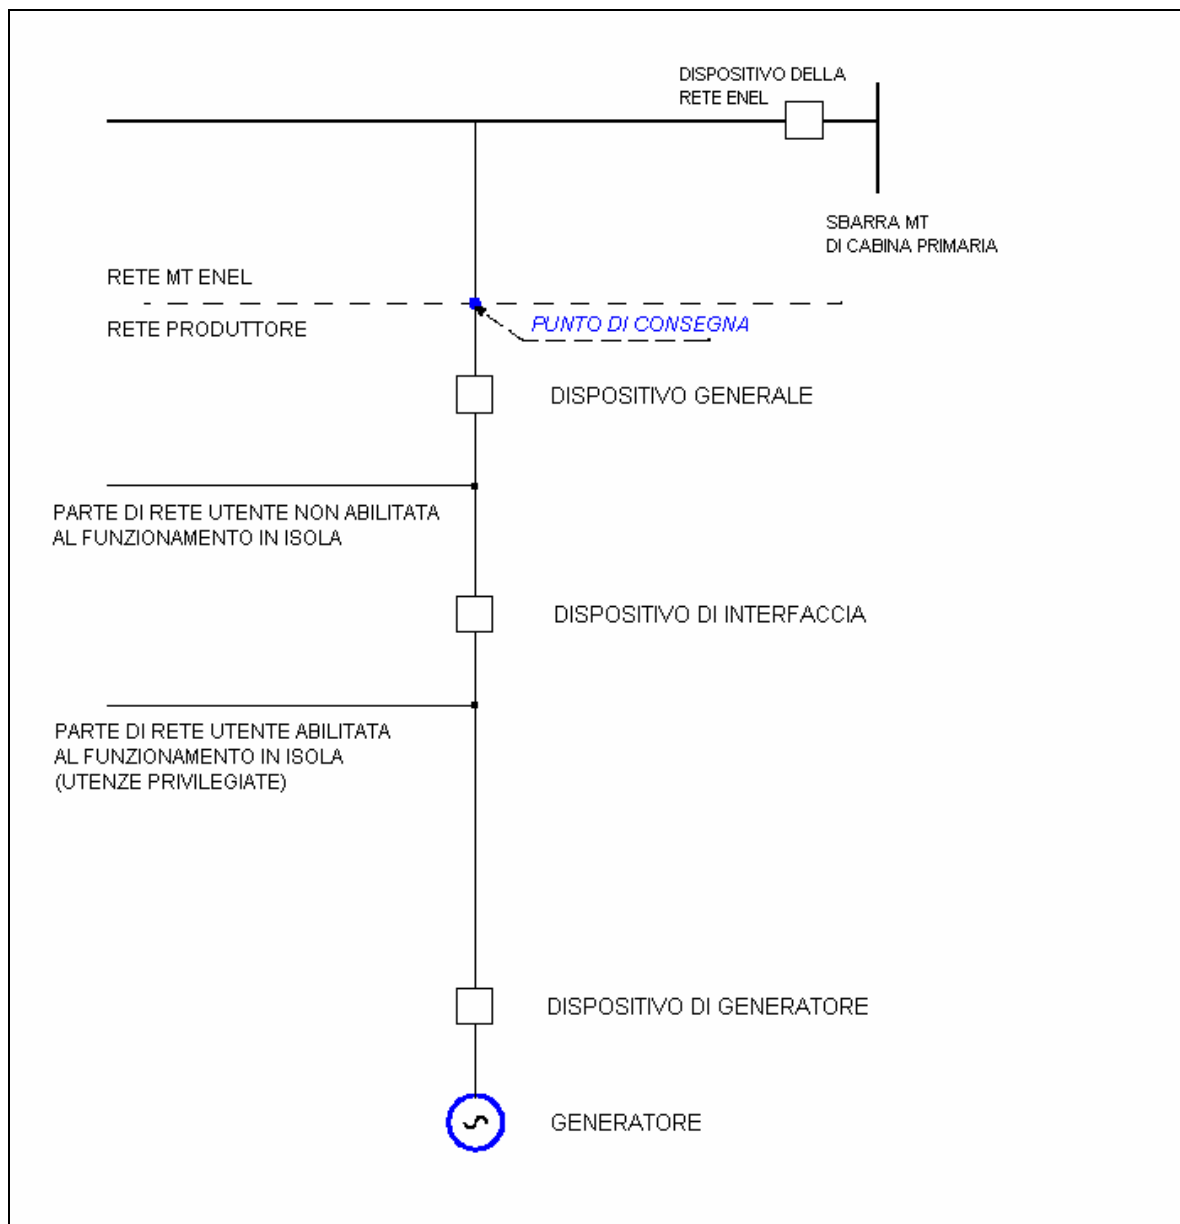 DISPOSITIVO DELLA
RETE ENEL
SBARRA MT
DI CABINA PRIMARIA
RETE MT ENEL
RETE PRODUTTORE
PUNTO DI CONSEGNA
DISPOSITIVO GENERALE
PARTE DI RETE UTENTE NON ABILITATA
AL FUNZIONAMENTO IN ISOLA
DISPOSITIVO DI INTERFACCIA
PARTE DI RETE UTENTE ABILITATA
AL FUNZIONAMENTO IN ISOLA
(UTENZE PRIVILEGIATE)
DISPOSITIVO DI GENERATORE
GENERATORE